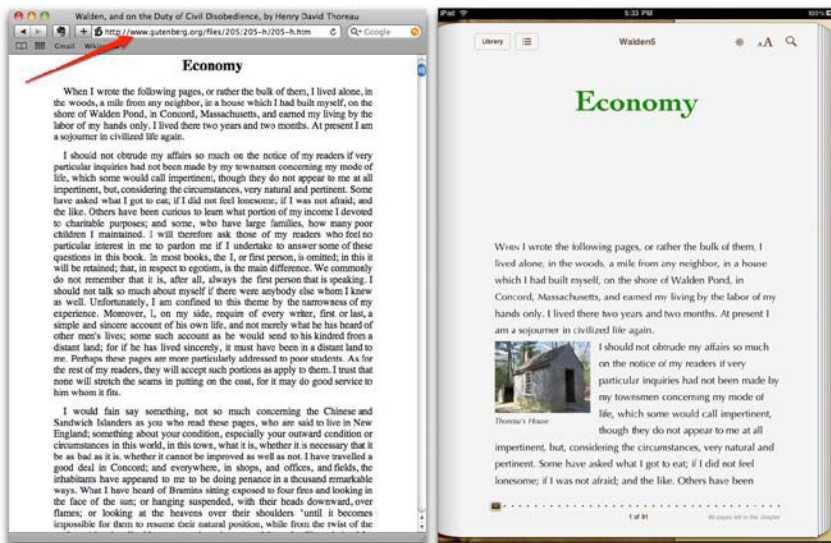 Walden, and on the Duty of Civil Disobedience, by Henry David Thoreau
http://www.gutenberg.org/files/205/205-h/205-h.htm
Google
Gmail
Economy
When I wrote the following pages, or rather the bulk of them, I lived alone, in
the woods, a mile from any neighbor, in a house which I had built myself, on the
shore of Walden Pond, in Concord, Massachusetts, and earned my living by the
labor of my hands only. I lived there two years and two months. At present I am
a sojourner in civilized life again.
I should not obtrude my affairs so much on the notice of my readers if very
particular inquiries had not been made by my townsmen concerning my mode of
life, which some would call impertinent, though they do not appear to me at all
impertinent, but, considering the circumstances, very natural and pertinent. Some
have asked what I got to eat; if I did not feel lonesome; if I was not afraid; and
the like. Others have been curious to learn what portion of my income I devoted
to charitable purposes; and some, who have large families, how many poor
children I maintained. I will therefore ask those of my readers who feel no
particular interest in me to pardon me if I undertake to answer some of these
questions in this book. In most books, the I, or first person, is omitted; in this it
will be retained; that, in respect to egotism, is the main difference. We commonly
do not remember that it is, after all, always the first person that is speaking. I
should not talk so much about myself if there were anybody else whom I knew
as well. Unfortunately, I am confined to this theme by the narrowness of my
experience. Moreover, I, on my side, require of every writer, first or last, a
simple and sincere account of his own life, and not merely what he has heard of
other men's lives; some such account as he would send to his kindred from a
distant land; for if he has lived sincerely, it must have been in a distant land to
me. Perhaps these pages are more particularly addressed to poor students. As for
the rest of my readers, they will accept such portions as apply to them. I trust that
none will stretch the seams in putting on the coat, for it may do good service to
him whom it fits.
I would fain say something, not so much concerning the Chinese and
Sandwich Islanders as you who read these pages, who are said to live in New
England; something about your condition, especially your outward condition or
circumstances in this world, in this town, what it is, whether it is necessary that it
be as bad as it is, whether it cannot be improved as well as not. I have travelled a
good deal in Concord; and everywhere, in shops, and offices, and fields, the
inhabitants have appeared to me to be doing penance in a thousand remarkable
ways. What I have heard of Bramins sitting exposed to four fires and looking in
the face of the sun; or hanging suspended, with their heads downward, over
flames; or looking at the heavens over their shoulders "until it becomes
impossible for them to resume their natural position, while from the twist of the
iPad
5:33 PM
100%
Library
Walden5
AA
Economy
WHEN I wrote the following pages, or rather the bulk of them, I
lived alone, in the woods, a mile from any neighbor, in a house
which I had built myself, on the shore of Walden Pond, in
Concord, Massachusetts, and earned my living by the labor of my
hands only. I lived there two years and two months. At present I
am a sojourner in civilized life again.
I should not obtrude my affairs so much
on the notice of my readers if very
particular inquiries had not been made by
my townsmen concerning my mode of
life, which some would call impertinent,
though they do not appear to me at all
Thoreau's House
impertinent, but, considering the circumstances, very natural and
pertinent. Some have asked what I got to eat; if I did not feel
lonesome; if I was not afraid; and the like. Others have been
1 of 91
90 pages left in this chapter